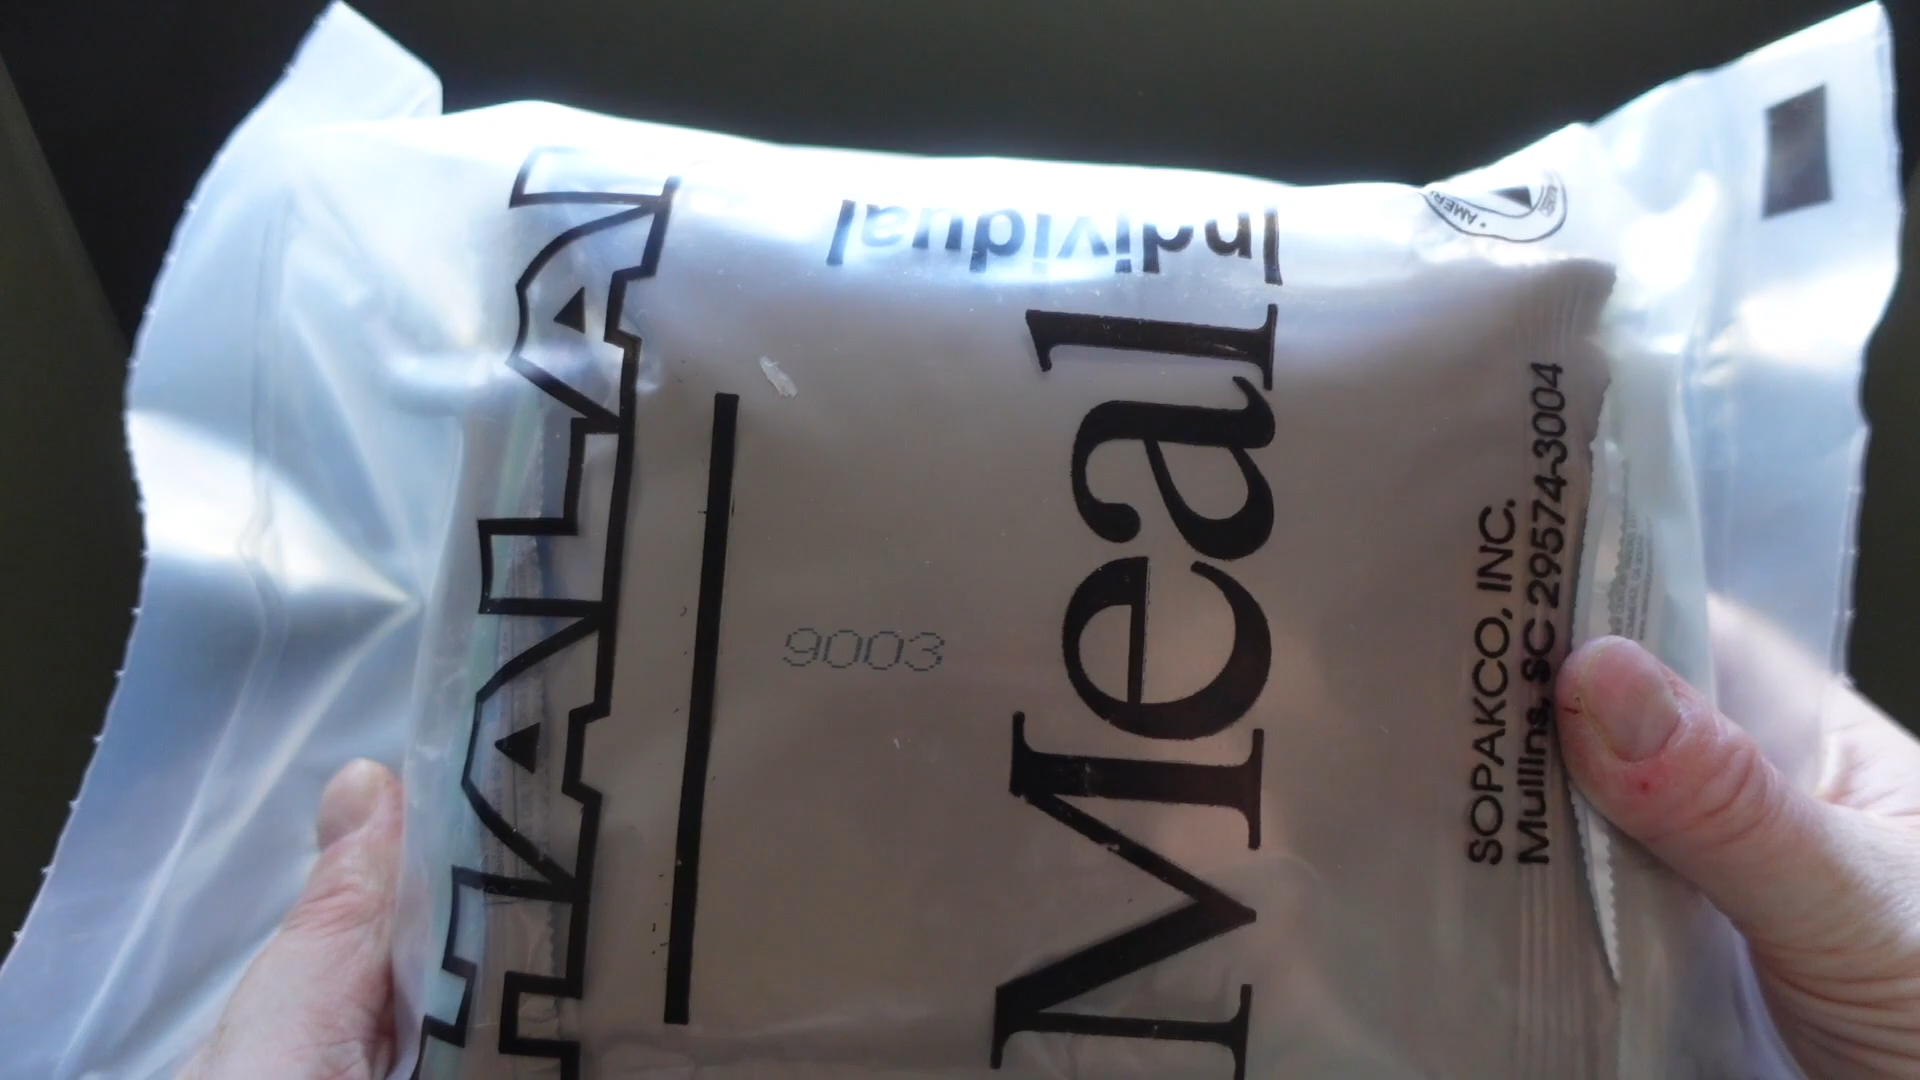 Individual
HALAL
9003
Meal
SOPAKCO, INC.
Mullins, SC 29574-3004